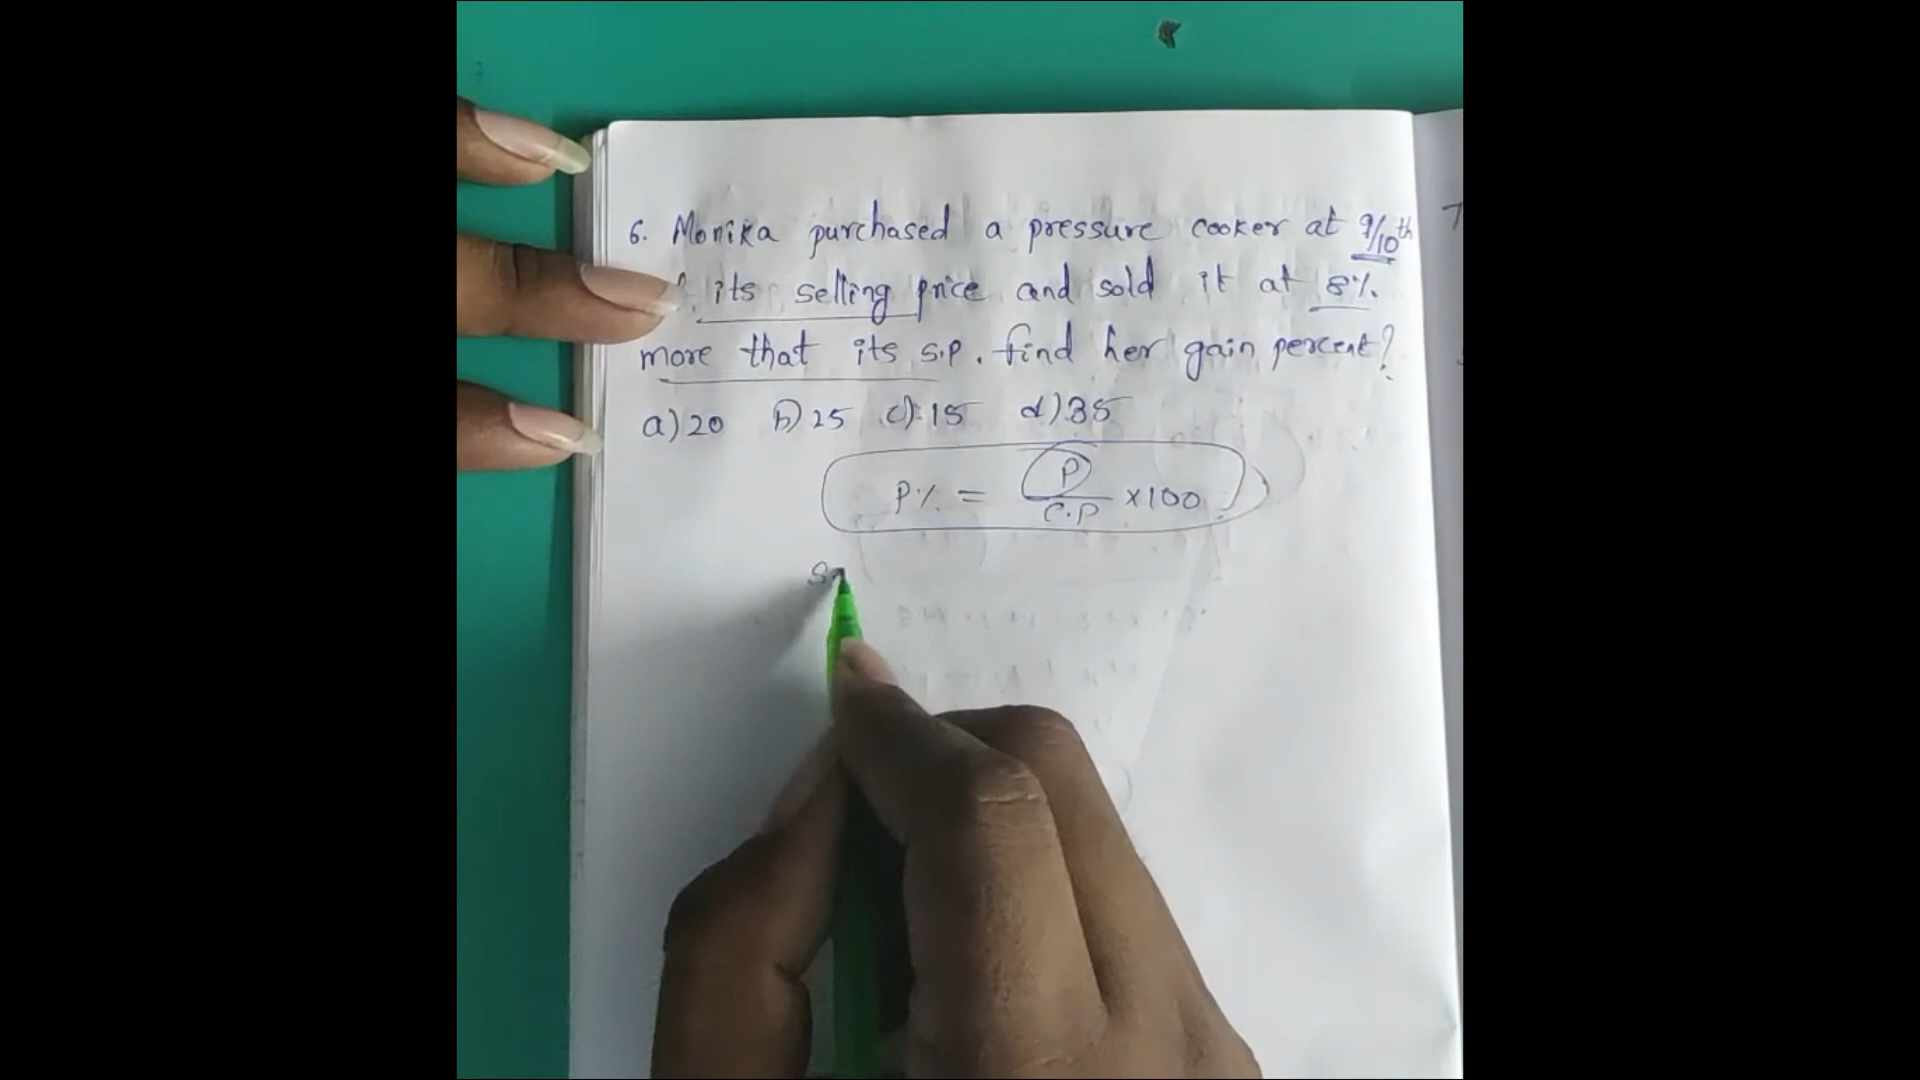 6. Monika purchased a pressure cooker at 9/10th
its selling price and sold it at 8%
more that its s.p. find her gain percent?
a) 20 b) 25 c) 15 d) 35
P% = P/C.P x 100
S